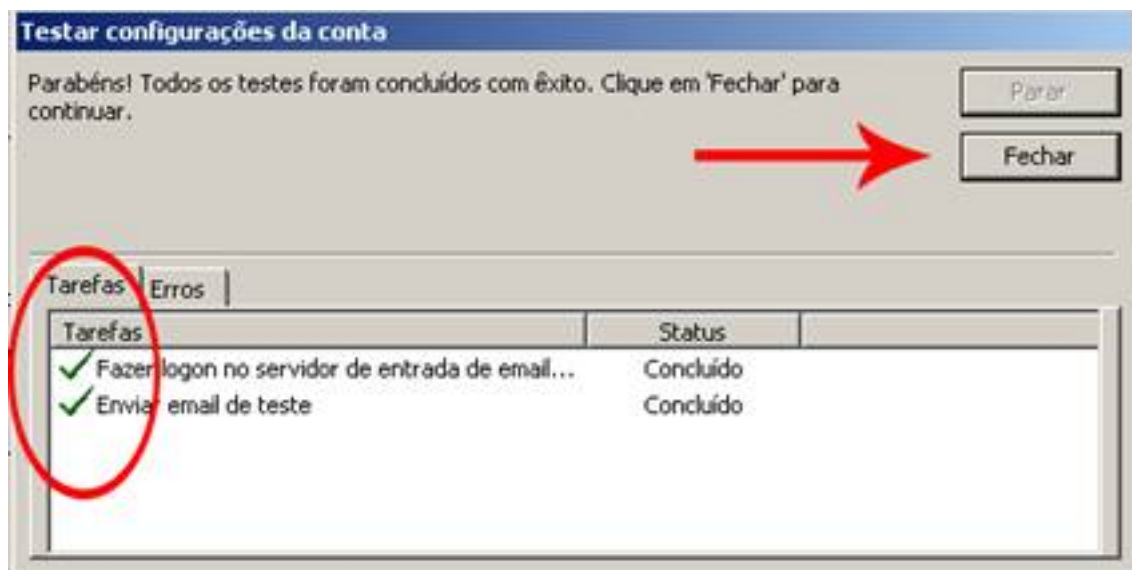 Testar configurações da conta
Parabéns! Todos os testes foram concluídos com êxito. Clique em 'Fechar' para
continuar.
Parar
Fechar
Tarefas Erros
Tarefas Status
Fazer logon no servidor de entrada de email... Concluído
Enviar email de teste Concluído